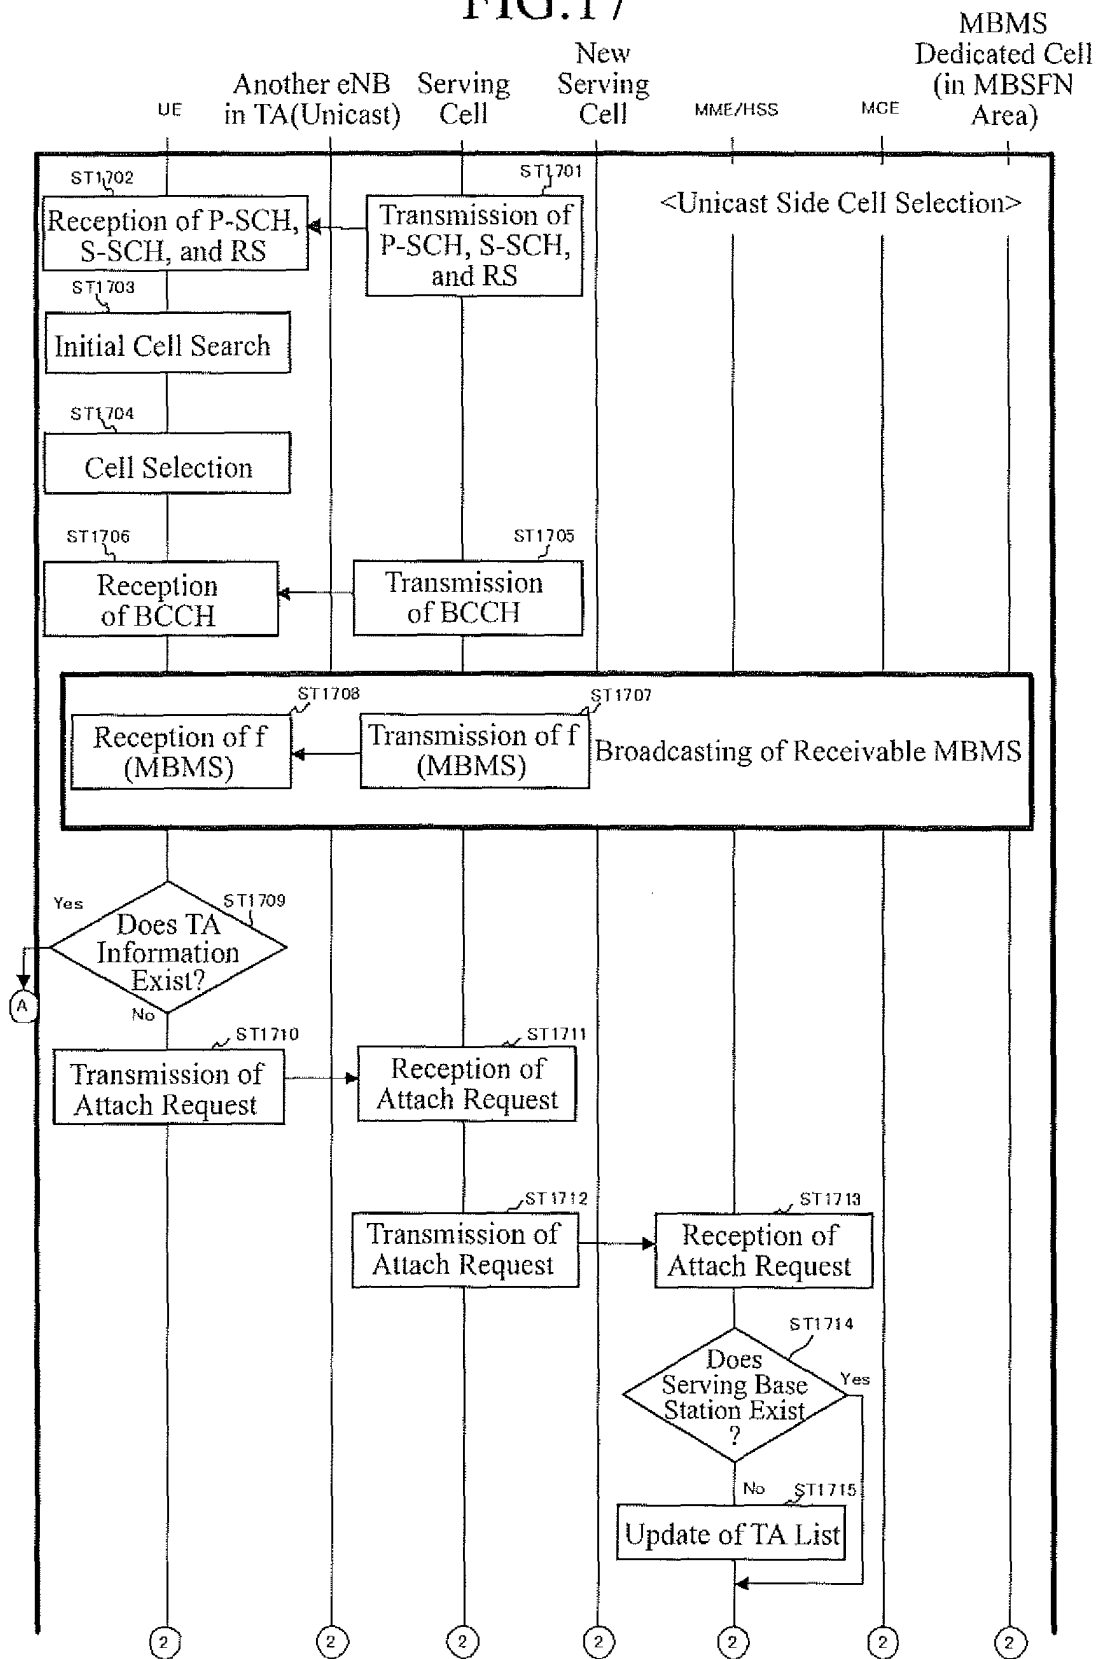 FIG.17
UE
Another eNB
in TA(Unicast)
Serving
Cell
New
Serving
Cell
MME/HSS
MCE
MBMS
Dedicated Cell
(in MBSFN
Area)
<Unicast Side Cell Selection>
ST1701
Transmission of
P-SCH, S-SCH,
and RS
ST1702
Reception of P-SCH,
S-SCH, and RS
ST1703
Initial Cell Search
ST1704
Cell Selection
ST1705
Transmission
of BCCH
ST1706
Reception
of BCCH
ST1707
Transmission of f
(MBMS)
Broadcasting of Receivable MBMS
ST1708
Reception of f
(MBMS)
ST1709
Does TA
Information
Exist?
Yes
A
No
ST1710
Transmission of
Attach Request
ST1711
Reception of
Attach Request
ST1712
Transmission of
Attach Request
ST1713
Reception of
Attach Request
ST1714
Does
Serving Base
Station Exist
?
Yes
No
ST1715
Update of TA List
2
2
2
2
2
2
2